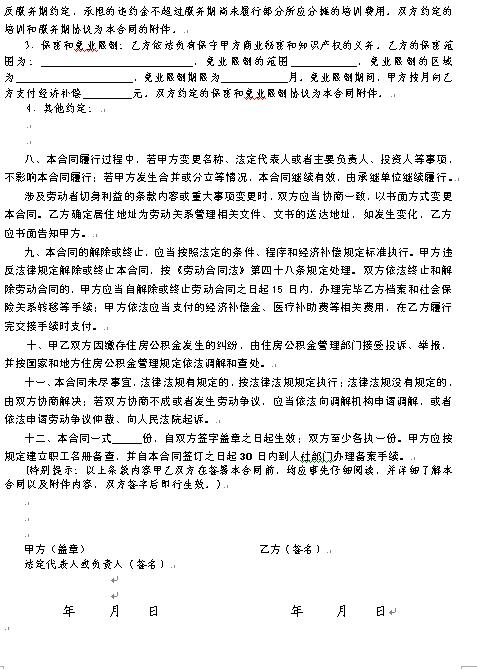 反服务期约定，承担的违约金不超过服务期尚未履行部分所应分摊的培训费用。双方约定的
培训和服务期协议为本合同的附件。
3．保密和竞业限制：乙方依法负有保守甲方商业秘密和知识产权的义务。乙方的保密范
围为：＿＿＿＿＿＿，竞业限制的范围＿＿＿＿＿＿，竞业限制的区域
为＿＿＿＿＿＿，竞业限制期限为＿＿＿＿月。竞业限制期间，甲方按月向乙
方支付经济补偿＿＿＿＿元。双方约定的保密和竞业限制协议为本合同附件。
4．其他约定：
八、本合同履行过程中，若甲方变更名称、法定代表人或者主要负责人、投资人等事项，
不影响本合同履行；若甲方发生合并或分立等情况，本合同继续有效，由承继单位继续履行。
涉及劳动者切身利益的条款内容或重大事项变更时，双方应当协商一致，以书面方式变更
本合同。乙方确定居住地址为劳动关系管理相关文件、文书的送达地址，如发生变化，乙方
应书面告知甲方。
九、本合同的解除或终止，应当按照法定的条件、程序和经济补偿规定标准执行。甲方违
反法律规定解除或终止本合同，按《劳动合同法》第四十八条规定处理。双方依法终止和解
除劳动合同的，甲方应当自解除或终止劳动合同之日起 15 日内，办理完毕乙方档案和社会保
险关系转移等手续；甲方依法应当支付的经济补偿金、医疗补助费等相关费用，在乙方履行
完交接手续时支付。
十、甲乙双方因缴存住房公积金发生的纠纷，由住房公积金管理部门接受投诉、举报，
并按国家和地方住房公积金管理规定依法调解和查处。
十一、本合同未尽事宜，法律法规有规定的，按法律法规规定执行；法律法规没有规定的，
由双方协商解决；若双方协商不成或者发生劳动争议，应当依法向调解机构申请调解，或者
依法申请劳动争议仲裁、向人民法院起诉。
十二、本合同一式＿＿份，自双方签字盖章之日起生效；双方至少各执一份。甲方应按
规定建立职工名册备查，并自本合同签订之日起 30 日内到人社部门办理备案手续。
(特别提示：以上条款内容甲乙双方在签署本合同前，均应事先仔细阅读，并详细了解本
合同以及附件内容，双方签字后即行生效。)
甲方（盖章） 乙方（签名）
法定代表人或负责人（签名）
年 月 日 年 月 日